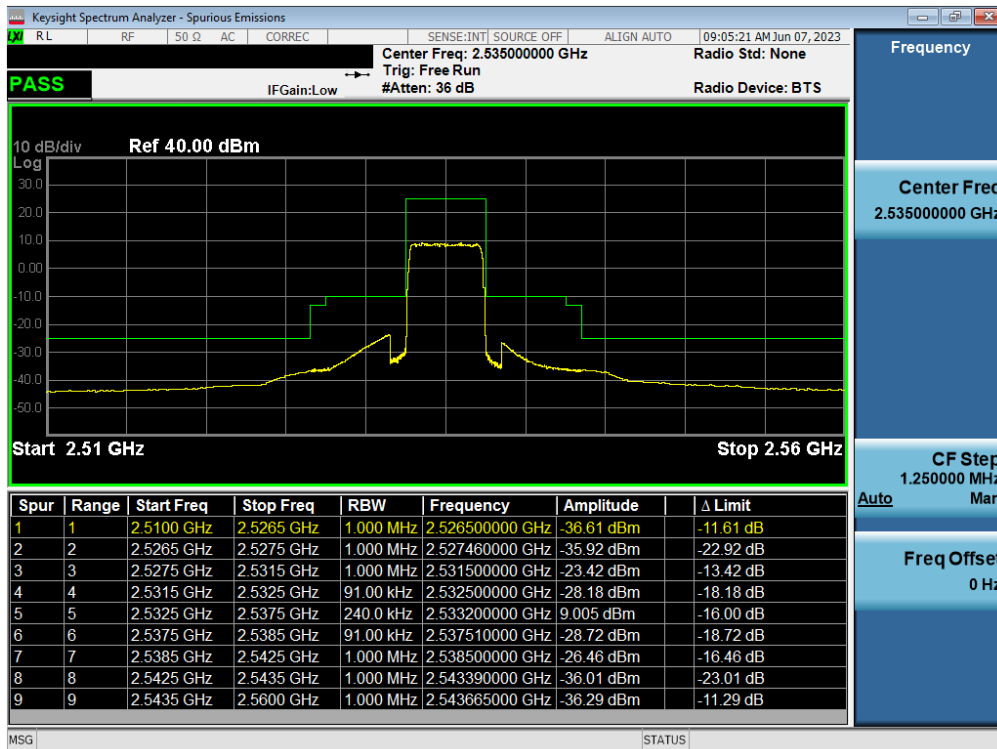 Keysight Spectrum Analyzer - Spurious Emissions
LXI RL RF 50 Ω AC CORREC SENSE:INT SOURCE OFF ALIGN AUTO 09:05:21 AM Jun 07, 2023
Center Freq: 2.535000000 GHz Radio Std: None
Trig: Free Run
PASS IFGain:Low #Atten: 36 dB Radio Device: BTS
10 dB/div Ref 40.00 dBm
Log
30.0
20.0
10.0
0.00
-10.0
-20.0
-30.0
-40.0
-50.0
Start 2.51 GHz Stop 2.56 GHz
Spur Range Start Freq Stop Freq RBW Frequency Amplitude Δ Limit
1 1 2.5100 GHz 2.5265 GHz 1.000 MHz 2.526500000 GHz -36.61 dBm -11.61 dB
2 2 2.5265 GHz 2.5275 GHz 1.000 MHz 2.527460000 GHz -35.92 dBm -22.92 dB
3 3 2.5275 GHz 2.5315 GHz 1.000 MHz 2.531500000 GHz -23.42 dBm -13.42 dB
4 4 2.5315 GHz 2.5325 GHz 91.00 kHz 2.532500000 GHz -28.18 dBm -18.18 dB
5 5 2.5325 GHz 2.5375 GHz 240.0 kHz 2.533200000 GHz 9.005 dBm -16.00 dB
6 6 2.5375 GHz 2.5385 GHz 91.00 kHz 2.537510000 GHz -28.72 dBm -18.72 dB
7 7 2.5385 GHz 2.5425 GHz 1.000 MHz 2.538500000 GHz -26.46 dBm -16.46 dB
8 8 2.5425 GHz 2.5435 GHz 1.000 MHz 2.543390000 GHz -36.01 dBm -23.01 dB
9 9 2.5435 GHz 2.5600 GHz 1.000 MHz 2.543665000 GHz -36.29 dBm -11.29 dB
MSG STATUS
Frequency
Center Freq
2.535000000 GHz
CF Step
1.250000 MHz
Auto Man
Freq Offset
0 Hz